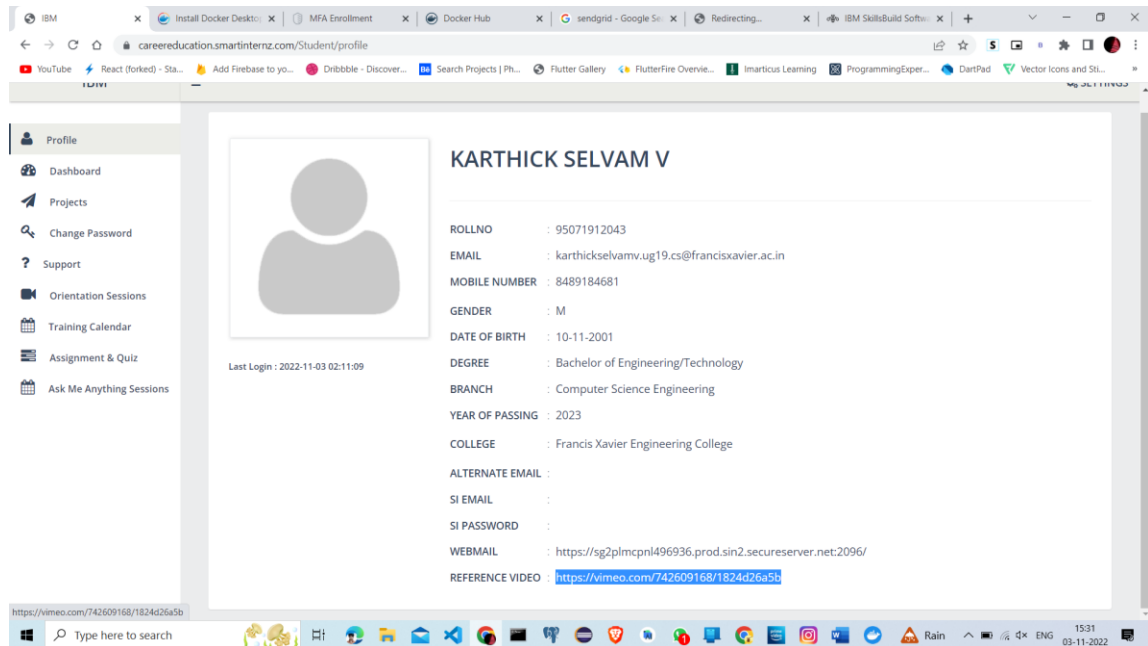 IBM
Install Docker Desktop
MFA Enrollment
Docker Hub
sendgrid - Google Se
Redirecting...
IBM SkillsBuild Softw
careereducation.smartinternz.com/Student/profile
YouTube
React (forked) - Sta...
Add Firebase to yo...
Dribbble - Discover...
Search Projects | Ph...
Flutter Gallery
FlutterFire Overvie...
Imarticus Learning
ProgrammingExper...
DartPad
Vector Icons and Sti...
IBM
SETTINGS
Profile
Dashboard
Projects
Change Password
Support
Orientation Sessions
Training Calendar
Assignment & Quiz
Ask Me Anything Sessions
Last Login : 2022-11-03 02:11:09
KARTHICK SELVAM V
ROLLNO : 95071912043
EMAIL : karthickselvamv.ug19.cs@francisxavier.ac.in
MOBILE NUMBER : 8489184681
GENDER : M
DATE OF BIRTH : 10-11-2001
DEGREE : Bachelor of Engineering/Technology
BRANCH : Computer Science Engineering
YEAR OF PASSING : 2023
COLLEGE : Francis Xavier Engineering College
ALTERNATE EMAIL :
SI EMAIL :
SI PASSWORD :
WEBMAIL : https://sg2plmcpnl496936.prod.sin2.secureserver.net:2096/
REFERENCE VIDEO : https://vimeo.com/742609168/1824d26a5b
https://vimeo.com/742609168/1824d26a5b
Type here to search
Rain
ENG
15:31
03-11-2022